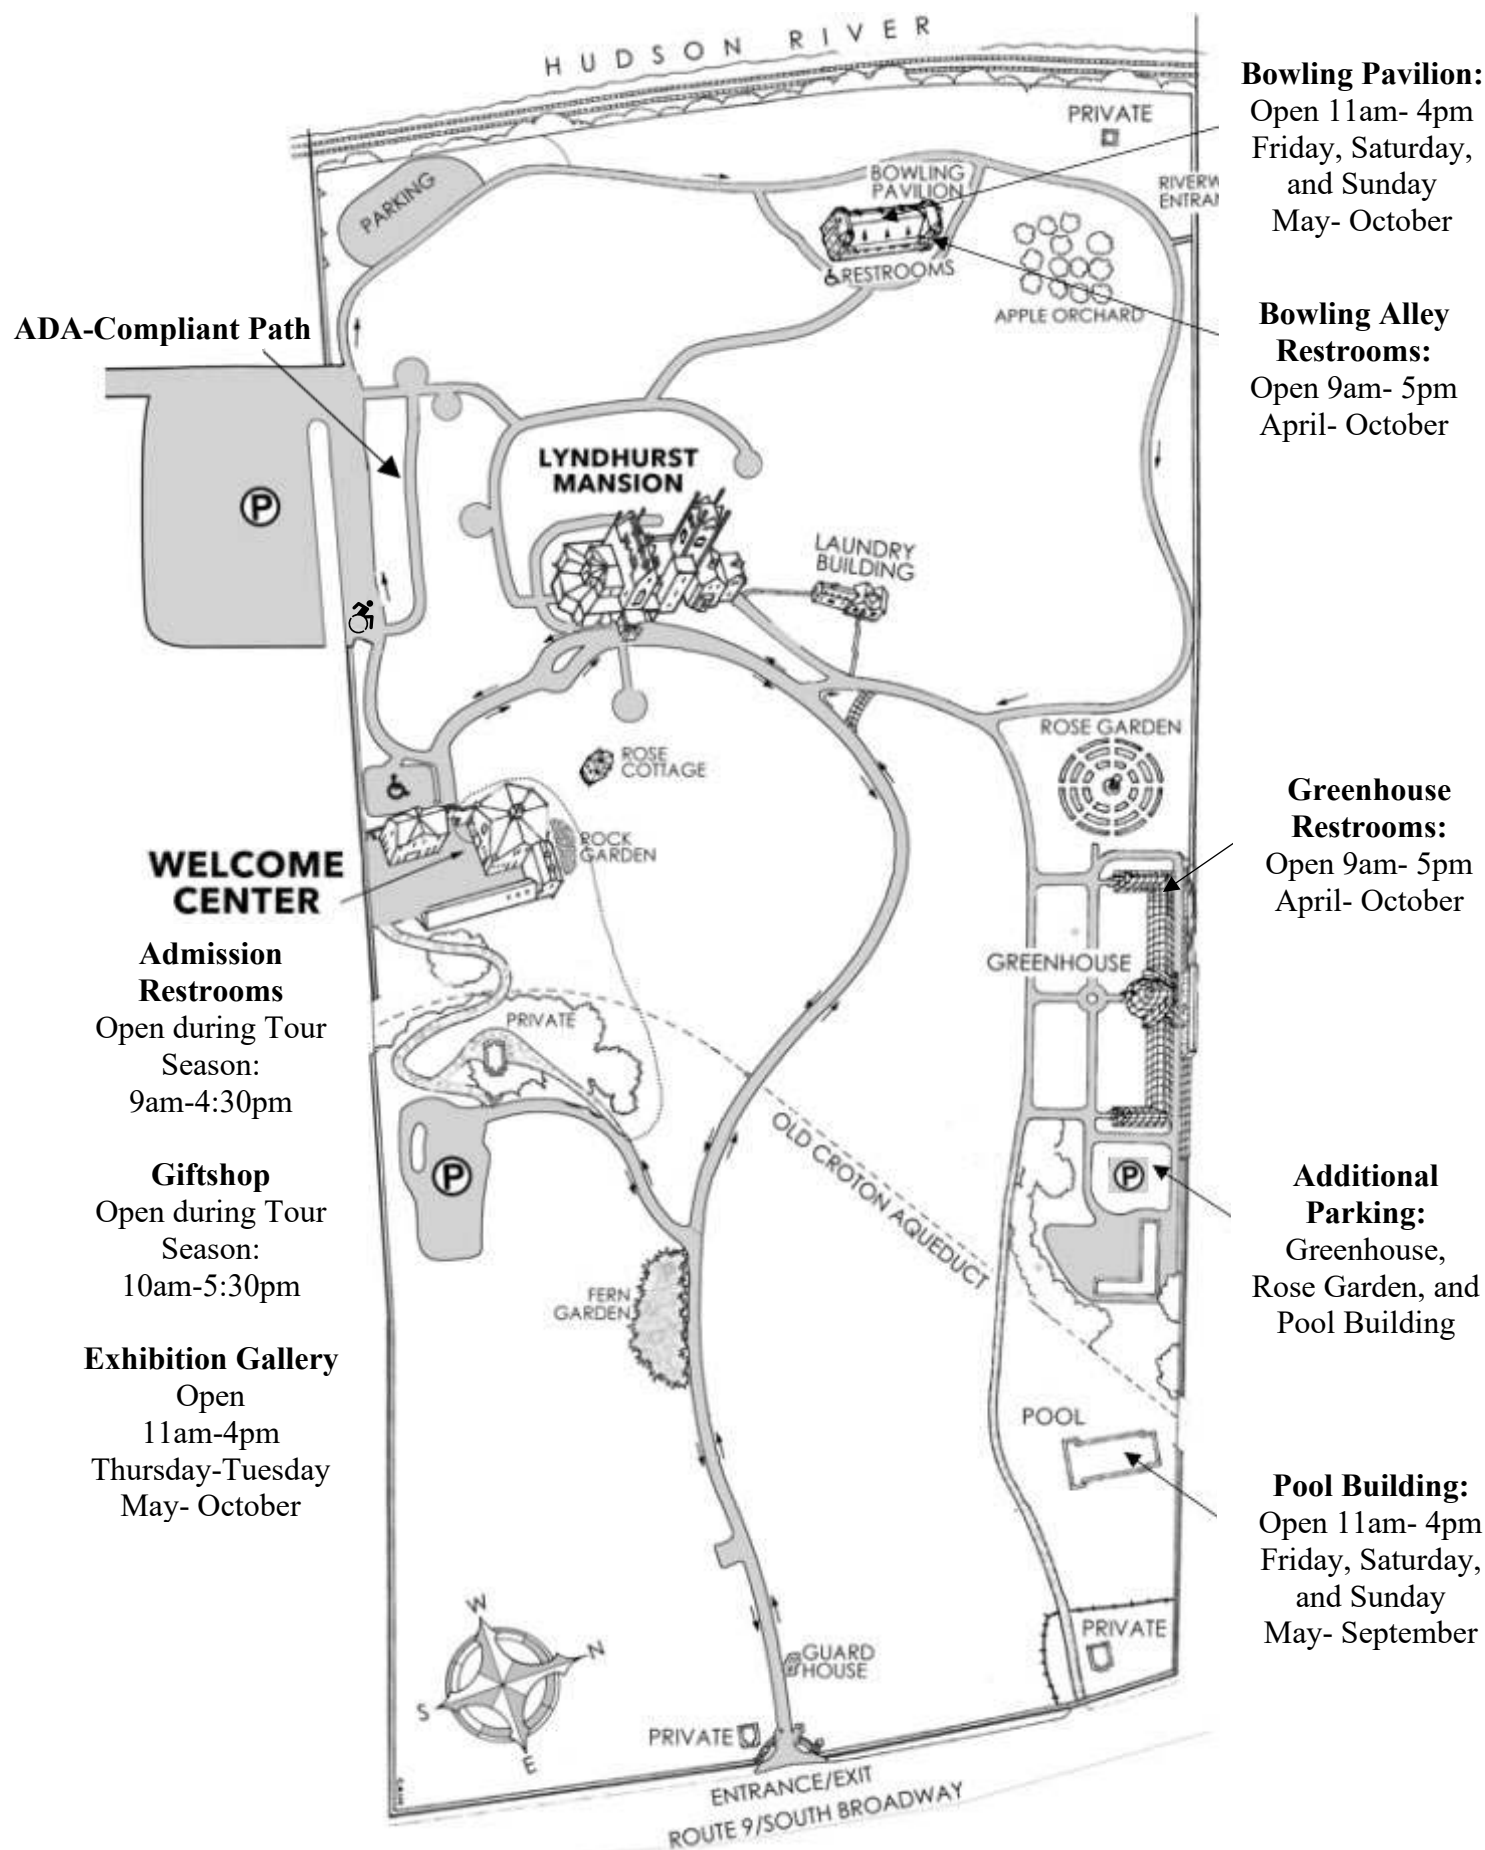 HUDSON RIVER
Bowling Pavilion:
Open 11am- 4pm
Friday, Saturday,
and Sunday
May- October
PRIVATE
PARKING
BOWLING
PAVILION
RIVERW
ENTRAN
RESTROOMS
APPLE ORCHARD
ADA-Compliant Path
Bowling Alley
Restrooms:
Open 9am- 5pm
April- October
P
LYNDHURST
MANSION
LAUNDRY
BUILDING
ROSE
COTTAGE
ROSE GARDEN
Greenhouse
Restrooms:
Open 9am- 5pm
April- October
ROCK
GARDEN
WELCOME
CENTER
Admission
Restrooms
Open during Tour
Season:
9am-4:30pm
Giftshop
Open during Tour
Season:
10am-5:30pm
Exhibition Gallery
Open
11am-4pm
Thursday-Tuesday
May- October
GREENHOUSE
PRIVATE
P
OLD CROTON AQUEDUCT
P
Additional
Parking:
Greenhouse,
Rose Garden, and
Pool Building
FERN
GARDEN
POOL
Pool Building:
Open 11am- 4pm
Friday, Saturday,
and Sunday
May- September
W
N
S
E
GUARD
HOUSE
PRIVATE
PRIVATE
ENTRANCE/EXIT
ROUTE 9/SOUTH BROADWAY